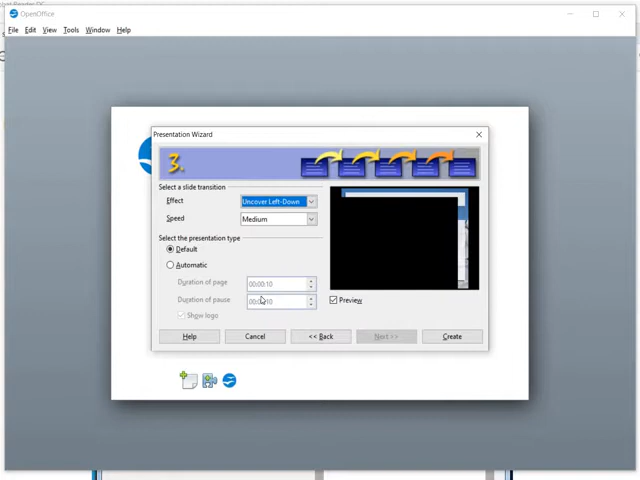 OpenOffice
File Edit View Tools Window Help
Presentation Wizard
3.
Select a slide transition
Effect Uncover Left-Down
Speed Medium
Select the presentation type
Default
Automatic
Duration of page 00:00:10
Duration of pause
Show logo
Preview
Help Cancel << Back Next >> Create